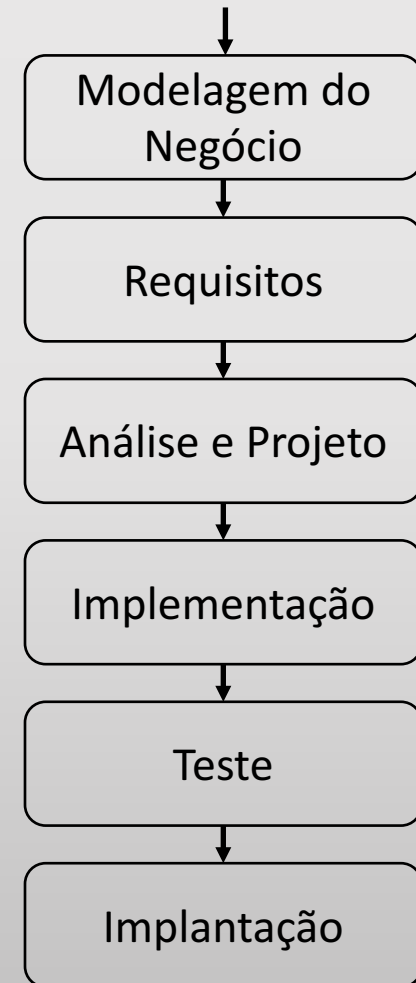 Modelagem do
Negócio
Requisitos
Análise e Projeto
Implementação
Teste
Implantação